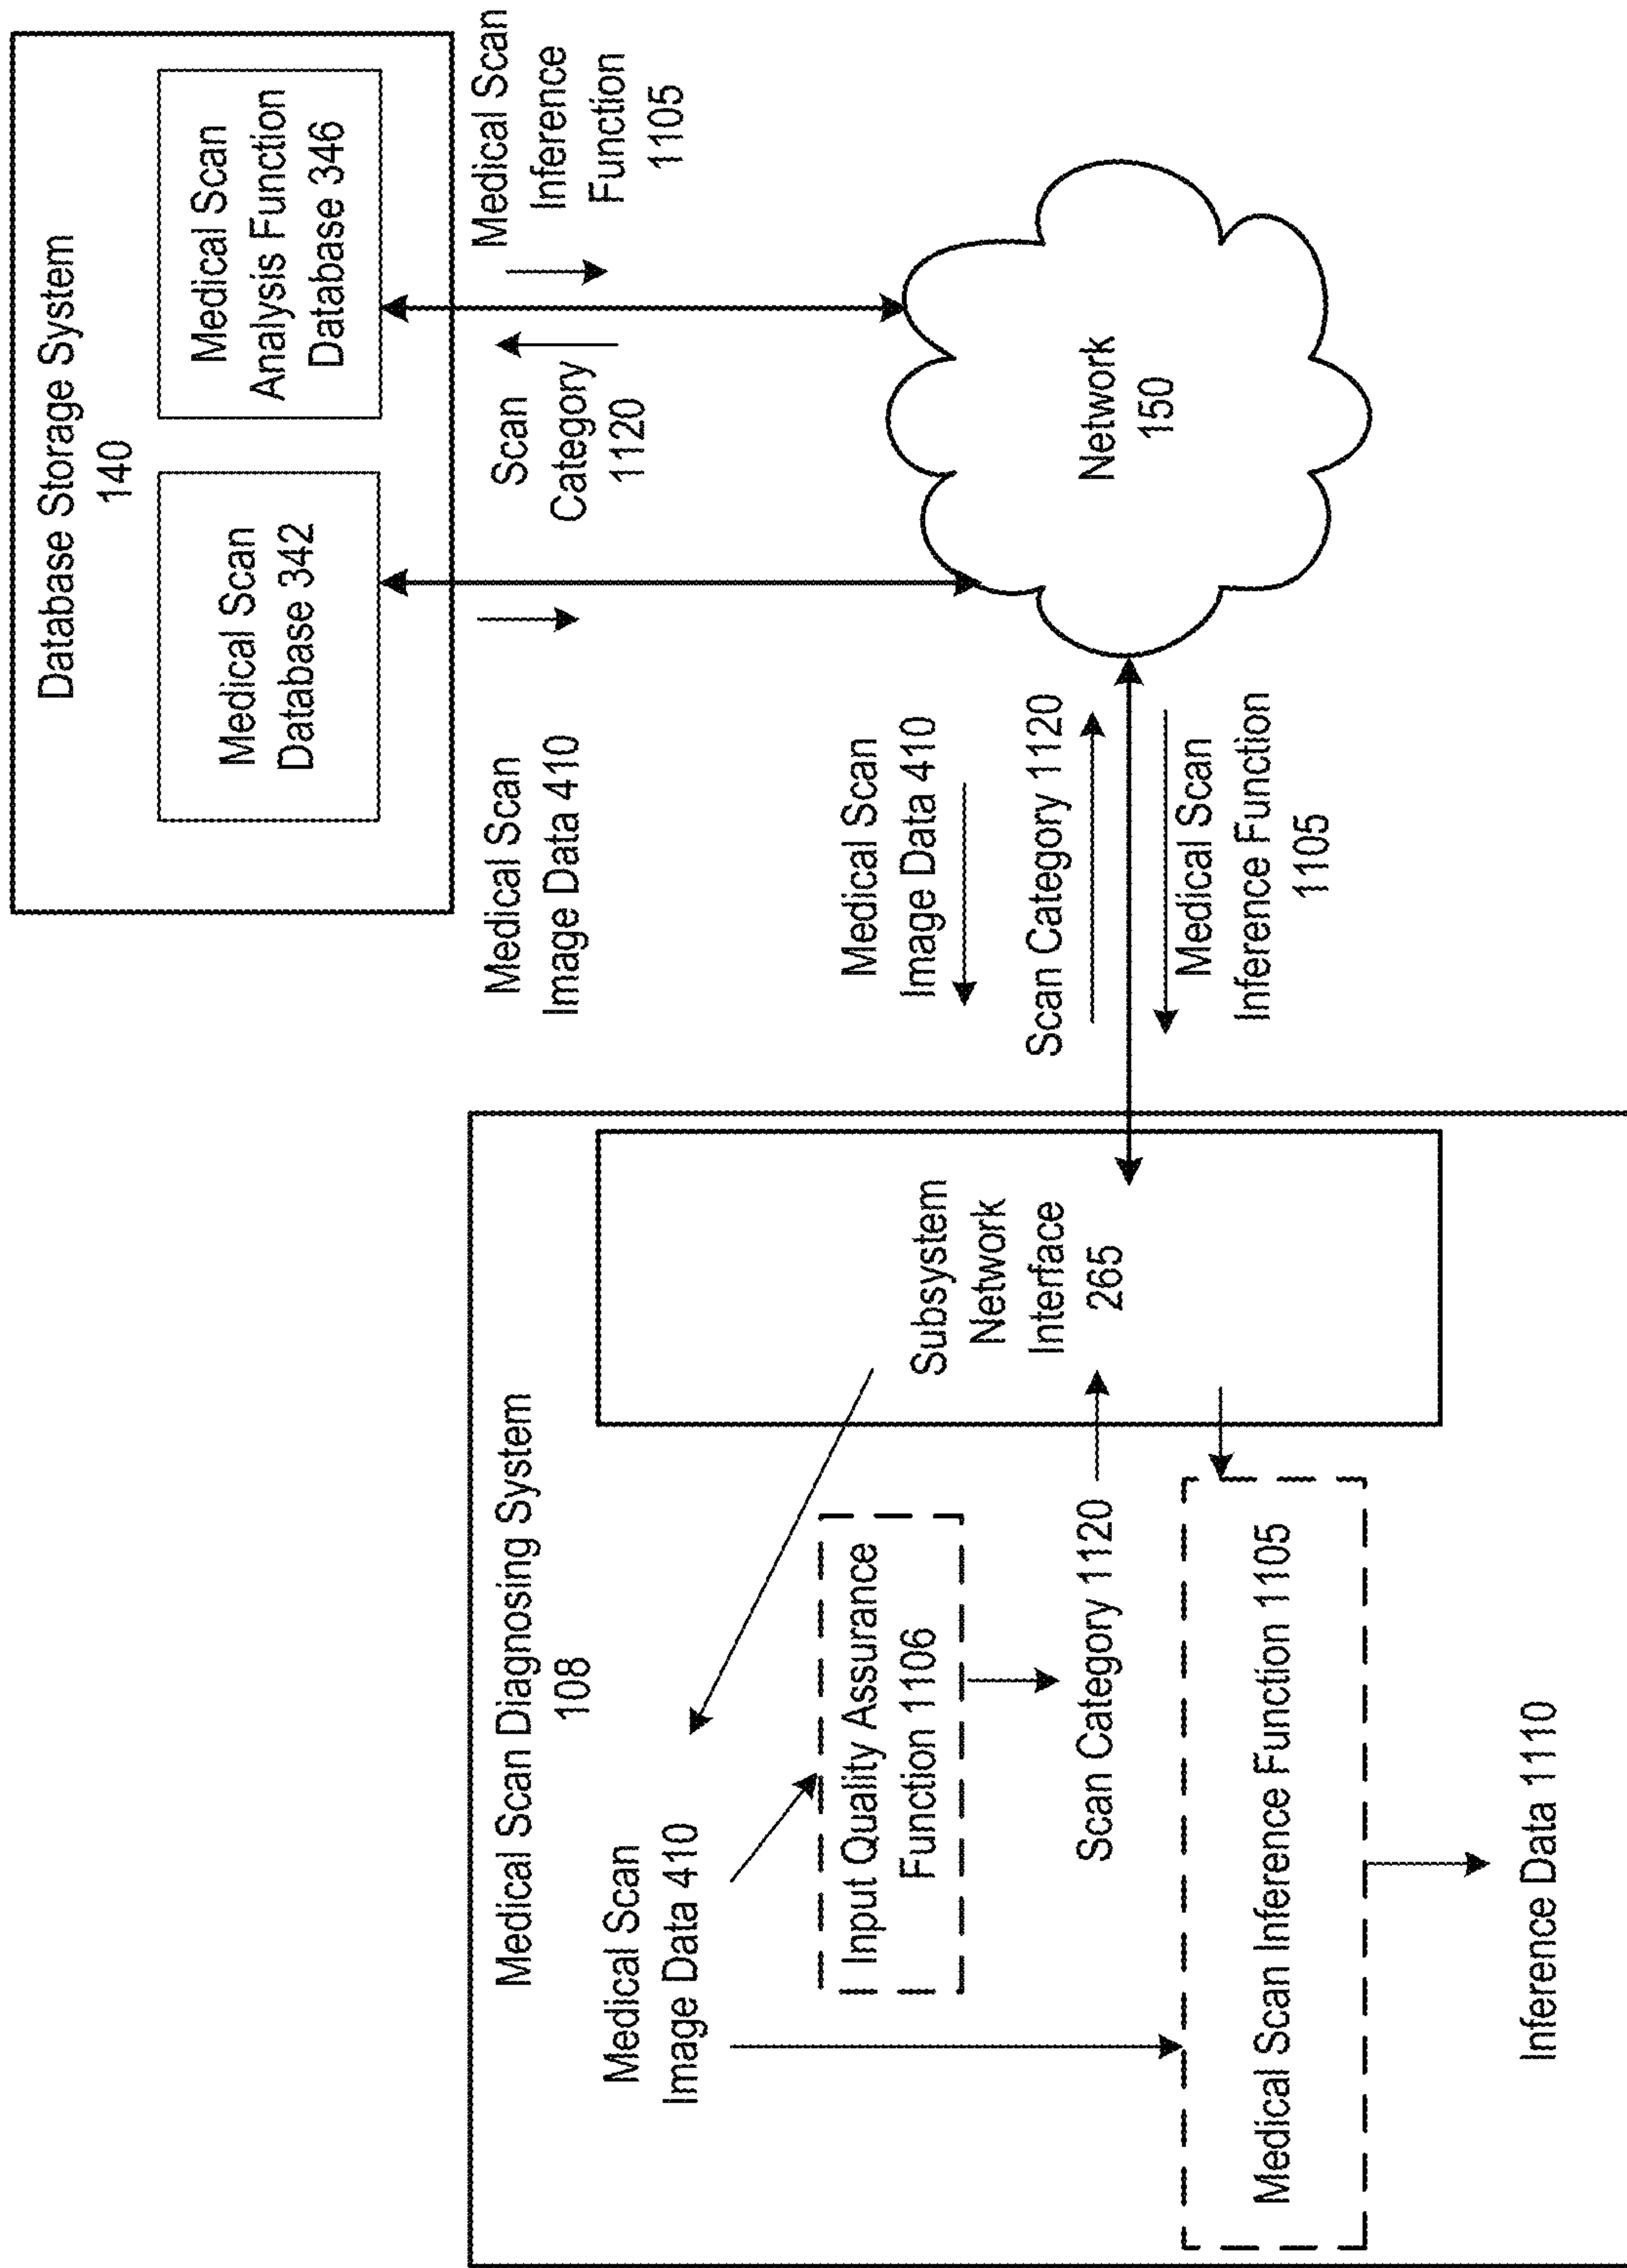 Medical Scan Diagnosing System
108
Medical Scan
Image Data 410
Input Quality Assurance
Function 1106
Scan Category 1120
Medical Scan Inference Function 1105
Inference Data 1110
Subsystem
Network
Interface
265
Medical Scan
Image Data 410
Scan Category 1120
Medical Scan
Inference Function
1105
Database Storage System
140
Medical Scan
Database 342
Medical Scan
Analysis Function
Database 346
Medical Scan
Image Data 410
Scan
Category
1120
Medical Scan
Inference
Function
1105
Network
150